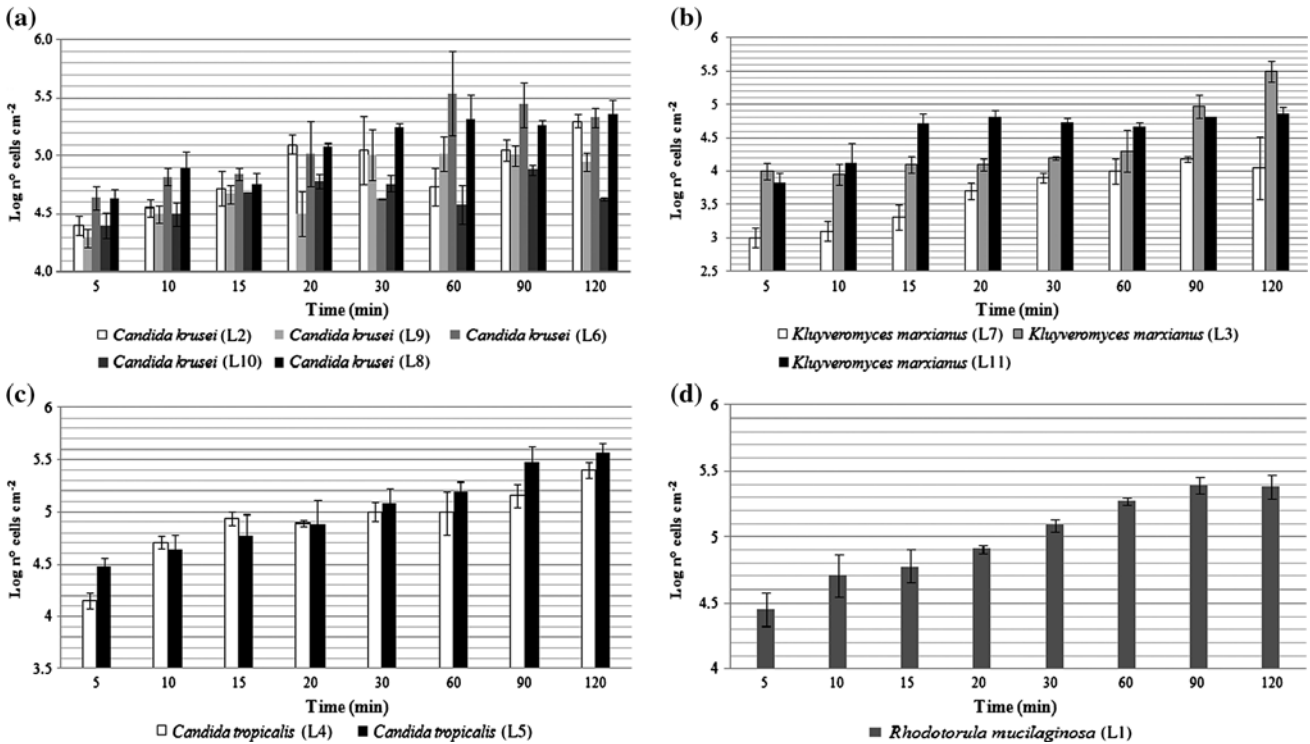 (a)
6.0
5.5
5.0
4.5
4.0
Log n° cells cm-2
5 10 15 20 30 60 90 120
Time (min)
Candida krusei (L2) Candida krusei (L9) Candida krusei (L6)
Candida krusei (L10) Candida krusei (L8)
(b)
6
5.5
5
4.5
4
3.5
3
2.5
Log n° cells cm-2
5 10 15 20 30 60 90 120
Time (min)
Kluyveromyces marxianus (L7) Kluyveromyces marxianus (L3)
Kluyveromyces marxianus (L11)
(c)
6
5.5
5
4.5
4
3.5
Log n° cells cm-2
5 10 15 20 30 60 90 120
Time (min)
Candida tropicalis (L4) Candida tropicalis (L5)
(d)
6
5.5
5
4.5
4
Log n° cells cm-2
5 10 15 20 30 60 90 120
Time (min)
Rhodotorula mucilaginosa (L1)